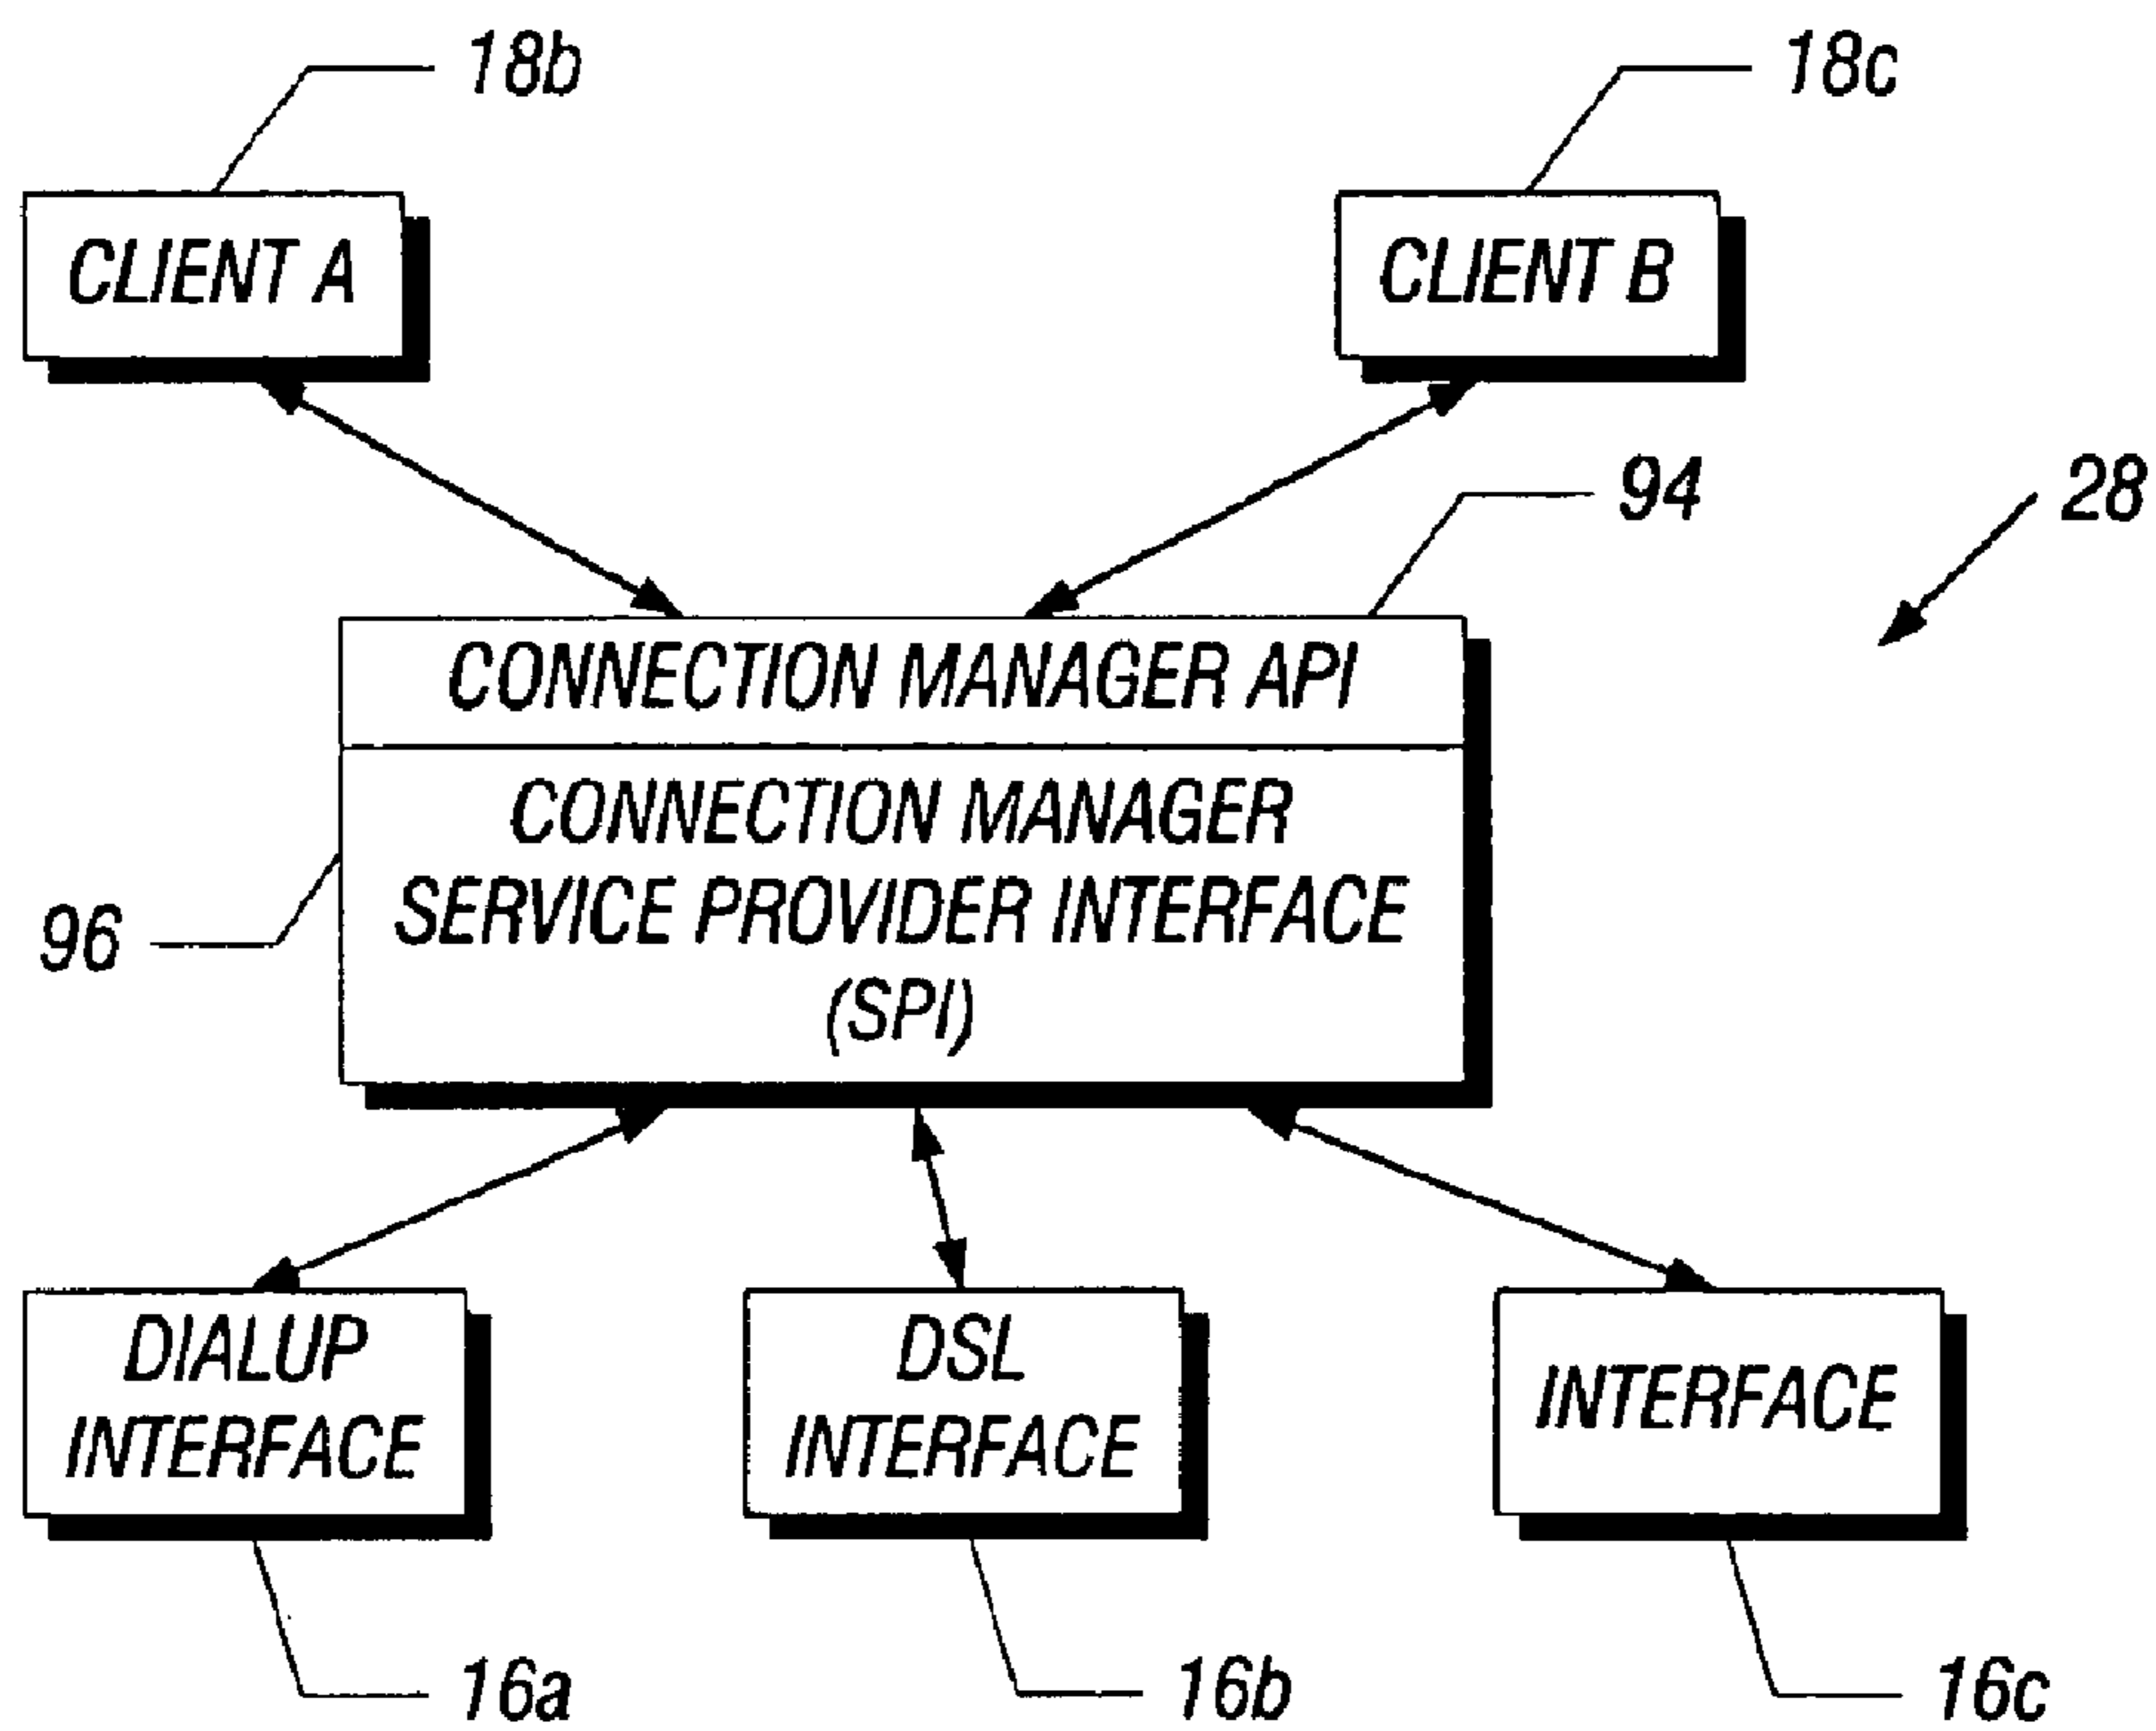 18b
18c
CLIENT A
CLIENT B
94
28
CONNECTION MANAGER API
CONNECTION MANAGER
SERVICE PROVIDER INTERFACE
(SPI)
96
DIALUP
INTERFACE
DSL
INTERFACE
INTERFACE
16a
16b
16c